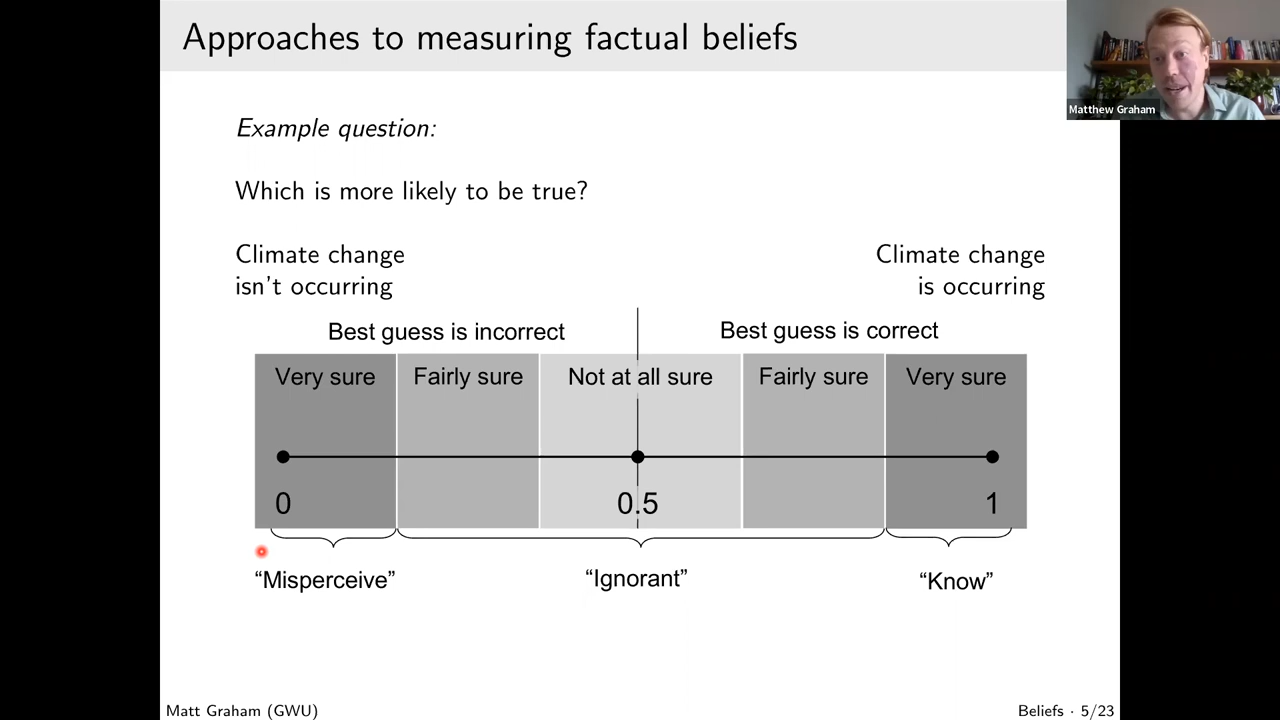 Approaches to measuring factual beliefs
Matthew Graham
Example question:
Which is more likely to be true?
Climate change
isn't occurring
Climate change
is occurring
Best guess is incorrect
Best guess is correct
Very sure
Fairly sure
Not at all sure
Fairly sure
Very sure
0
0.5
1
“Misperceive”
“Ignorant”
“Know”
Matt Graham (GWU)
Beliefs · 5/23